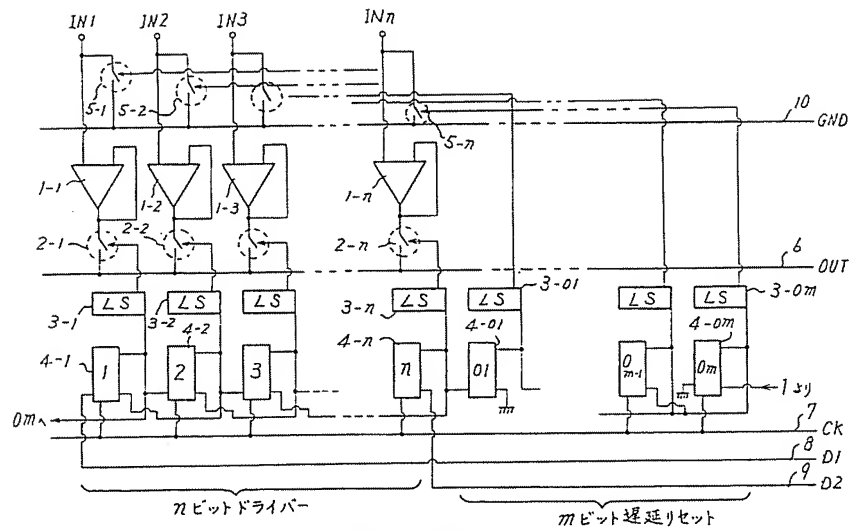 IN1 IN2 IN3 INn
5-1 5-2 5-n
10 GND
1-1 1-2 1-3 1-n
2-1 2-2 2-n
6 OUT
LS LS LS LS LS LS LS
3-1 3-2 3-n 3-01 3-0m
4-1 4-2 4-n 4-01 4-0m
1 2 3 n 01 0m-1 0m
0mへ
1より
7 CK
8 D1
9 D2
nビットドライバー
mビット遅延リセット